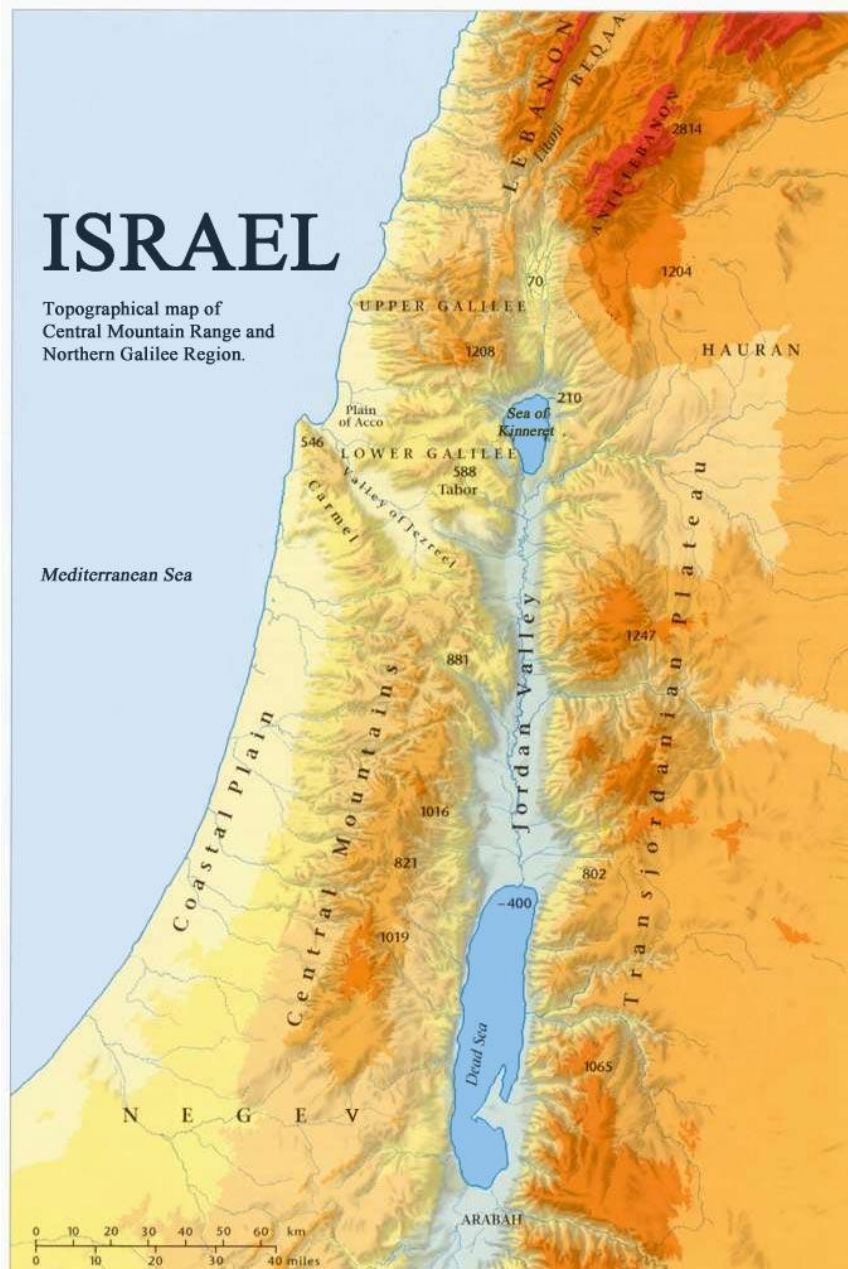 LEBANON
BEQAA
Litani
ANTI-LEBANON
2814
ISRAEL
Topographical map of
Central Mountain Range and
Northern Galilee Region.
1204
70
UPPER GALILEE
1208
HAURAN
210
Sea of
Kinneret
Plain
of Acco
546
LOWER GALILEE
588
Tabor
Carmel
Valley of Jezreel
Mediterranean Sea
Jordan Valley
Transjordanian Plateau
1247
881
Central Mountains
Coastal Plain
1016
821
802
-400
1019
Dead Sea
1065
NEGEV
ARABAH
0 10 20 30 40 50 60 km
0 10 20 30 40 miles